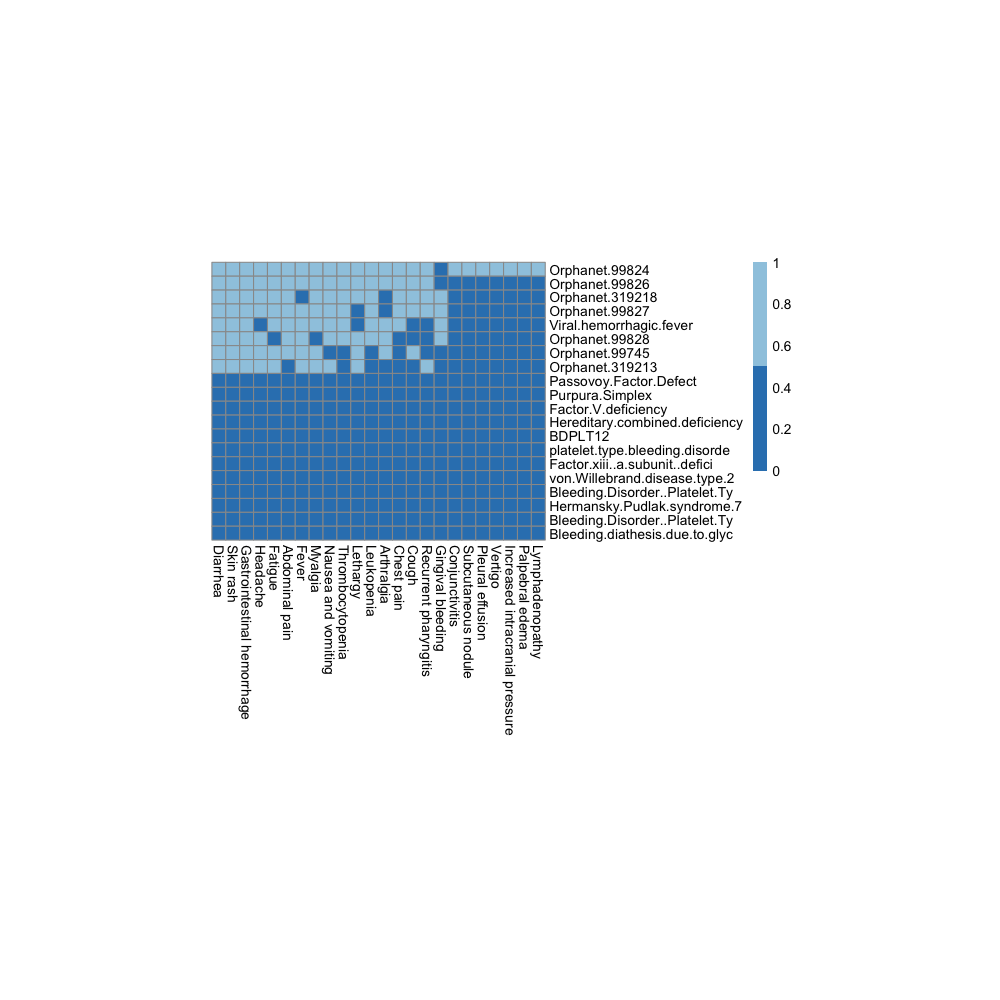 Orphanet.99824
Orphanet.99826
Orphanet.319218
Orphanet.99827
Viral.hemorrhagic.fever
Orphanet.99828
Orphanet.99745
Orphanet.319213
Passovoy.Factor.Defect
Purpura.Simplex
Factor.V.deficiency
Hereditary.combined.deficiency
BDPLT12
platelet.type.bleeding.disorde
Factor.xiii..a.subunit..defici
von.Willebrand.disease.type.2
Bleeding.Disorder..Platelet.Ty
Hermansky.Pudlak.syndrome.7
Bleeding.Disorder..Platelet.Ty
Bleeding.diathesis.due.to.glyc
1
0.8
0.6
0.4
0.2
0
Diarrhea
Skin rash
Gastrointestinal hemorrhage
Headache
Fatigue
Abdominal pain
Fever
Myalgia
Nausea and vomiting
Thrombocytopenia
Lethargy
Leukopenia
Arthralgia
Chest pain
Cough
Recurrent pharyngitis
Gingival bleeding
Conjunctivitis
Subcutaneous nodule
Pleural effusion
Vertigo
Increased intracranial pressure
Palpebral edema
Lymphadenopathy